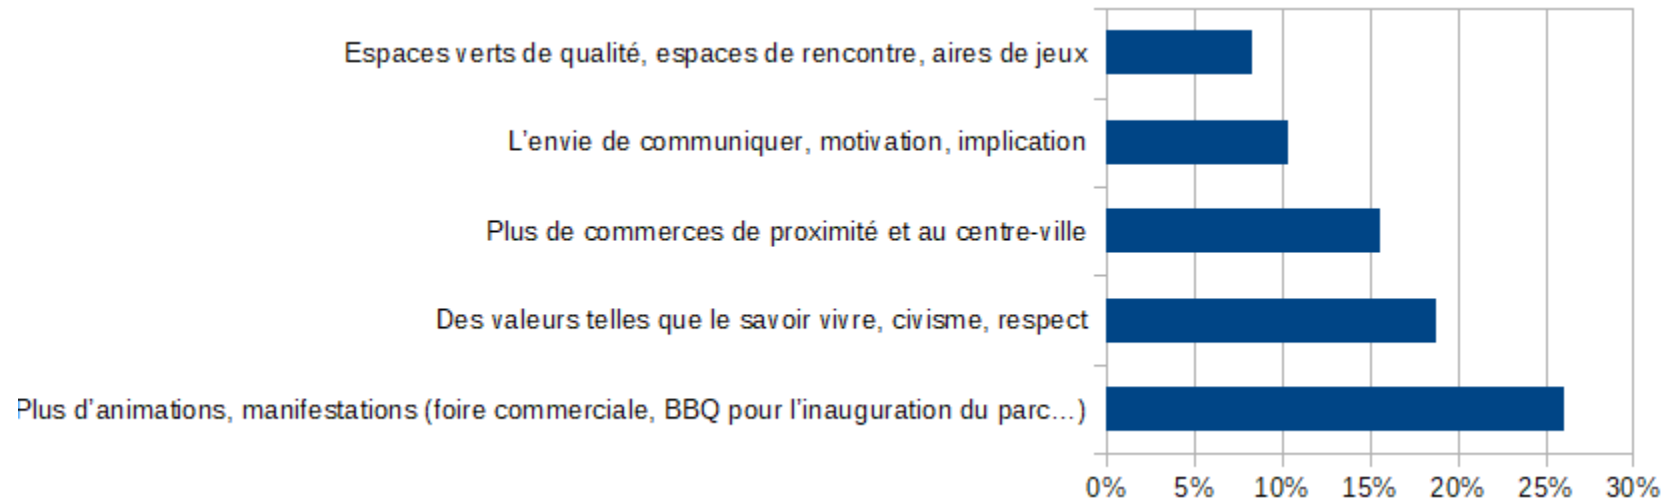 Espaces verts de qualité, espaces de rencontre, aires de jeux
L’envie de communiquer, motivation, implication
Plus de commerces de proximité et au centre-ville
Des valeurs telles que le savoir vivre, civisme, respect
Plus d’animations, manifestations (foire commerciale, BBQ pour l’inauguration du parc…)
0% 5% 10% 15% 20% 25% 30%